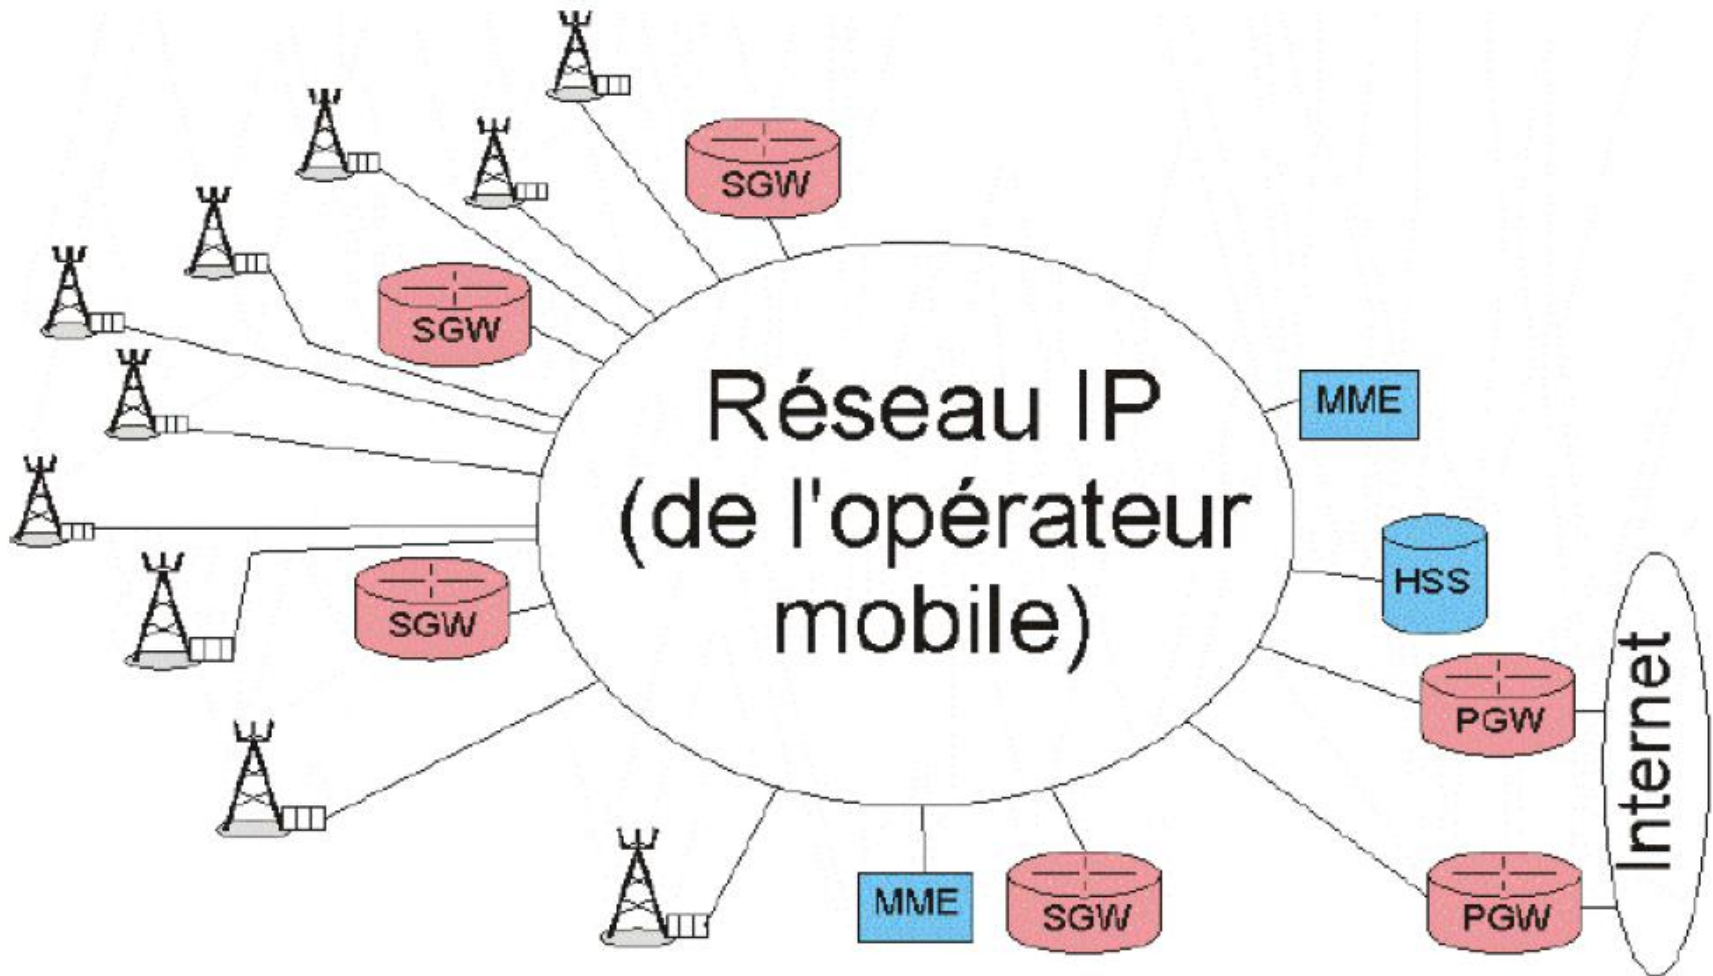 SGW
SGW
Réseau IP
(de l'opérateur
mobile)
MME
HSS
SGW
PGW
Internet
MME
SGW
PGW